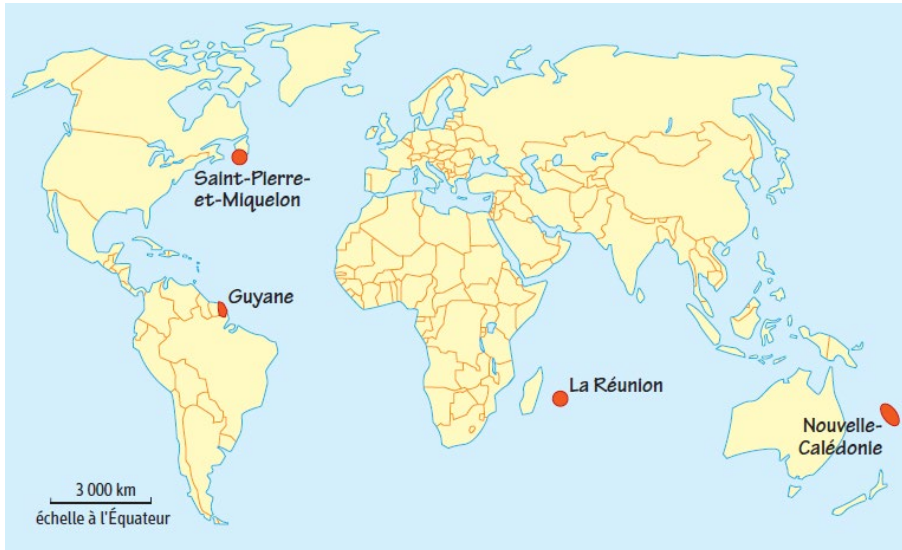 Saint-Pierre-
et-Miquelon
Guyane
La Réunion
Nouvelle-
Calédonie
3 000 km
échelle à l'Équateur